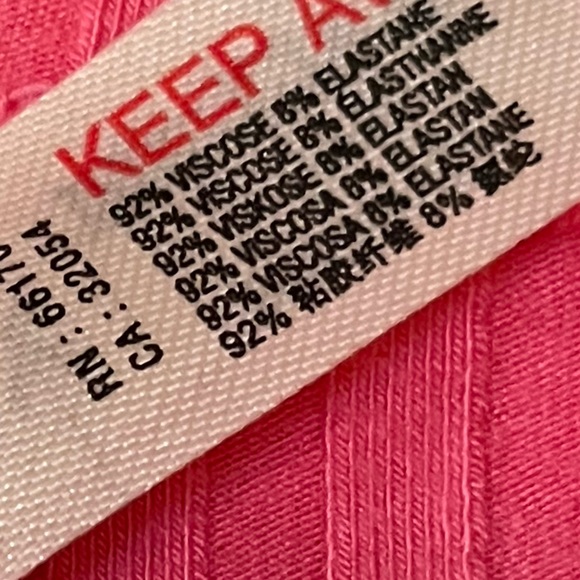 KEEP
92% VISCOSE 8% ELASTANE
92% VISCOSE 8% ELASTHANNE
92% VISKOSE 8% ELASTAN
92% VISCOSA 8% ELASTAN
92% VISCOSA 8% ELASTANE
92% 粘胶纤维 8% 氨纶
RN:
CA: 32054